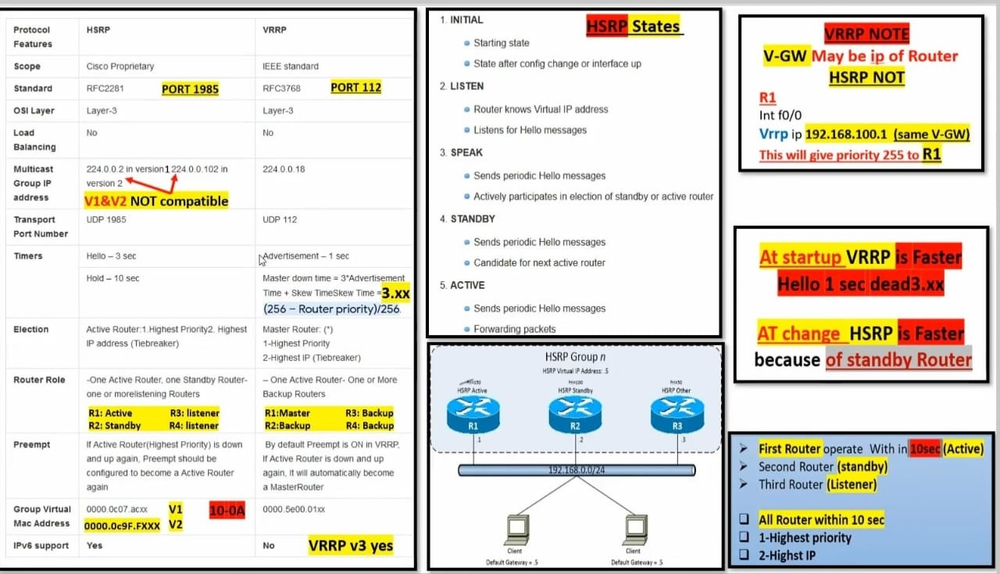 Protocol Features
HSRP
VRRP
Scope
Cisco Proprietary
IEEE standard
Standard
RFC2281
PORT 1985
RFC3768
PORT 112
OSI Layer
Layer-3
Layer-3
Load Balancing
No
No
Multicast Group IP address
224.0.0.2 in version1 224.0.0.102 in
version 2
V1&V2 NOT compatible
224.0.0.18
Transport Port Number
UDP 1985
UDP 112
Timers
Hello – 3 sec
Advertisement – 1 sec
Hold – 10 sec
Master down time = 3*Advertisement
Time + Skew TimeSkew Time =3.xx
(256 – Router priority)/256.
Election
Active Router:1.Highest Priority2. Highest
IP address (Tiebreaker)
Master Router: (*)
1-Highest Priority
2-Highest IP (Tiebreaker)
Router Role
-One Active Router, one Standby Router-
one or morelistening Routers
R1: Active R3: listener
R2: Standby R4: listener
– One Active Router- One or More
Backup Routers
R1:Master R3: Backup
R2:Backup R4: Backup
Preempt
If Active Router(Highest Priority) is down
and up again, Preempt should be
configured to become a Active Router
again
By default Preempt is ON in VRRP,
If Active Router is down and up
again, It will automatically become
a MasterRouter
Group Virtual
Mac Address
0000.0c07.acxx V1 10-0A
0000.0c9F.FXXX V2
0000.5e00.01xx
IPv6 support
Yes
No
VRRP v3 yes
HSRP States
1. INITIAL
Starting state
State after config change or interface up
2. LISTEN
Router knows Virtual IP address
Listens for Hello messages
3. SPEAK
Sends periodic Hello messages
Actively participates in election of standby or active router
4. STANDBY
Sends periodic Hello messages
Candidate for next active router
5. ACTIVE
Sends periodic Hello messages
Forwarding packets
HSRP Group n
HSRP Virtual IP Address: .5
HSRP Active
HSRP Standby
HSRP Other
R1
R2
R3
.1
.2
.3
192.168.0.0/24
Client
Default Gateway = .5
Client
Default Gateway = .5
VRRP NOTE
V-GW May be ip of Router
HSRP NOT
R1
Int f0/0
Vrrp ip 192.168.100.1 (same V-GW)
This will give priority 255 to R1
At startup VRRP is Faster
Hello 1 sec dead3.xx
AT change HSRP is Faster
because of standby Router
First Router operate With in 10sec (Active)
Second Router (standby)
Third Router (Listener)
All Router within 10 sec
1-Highest priority
2-Highst IP